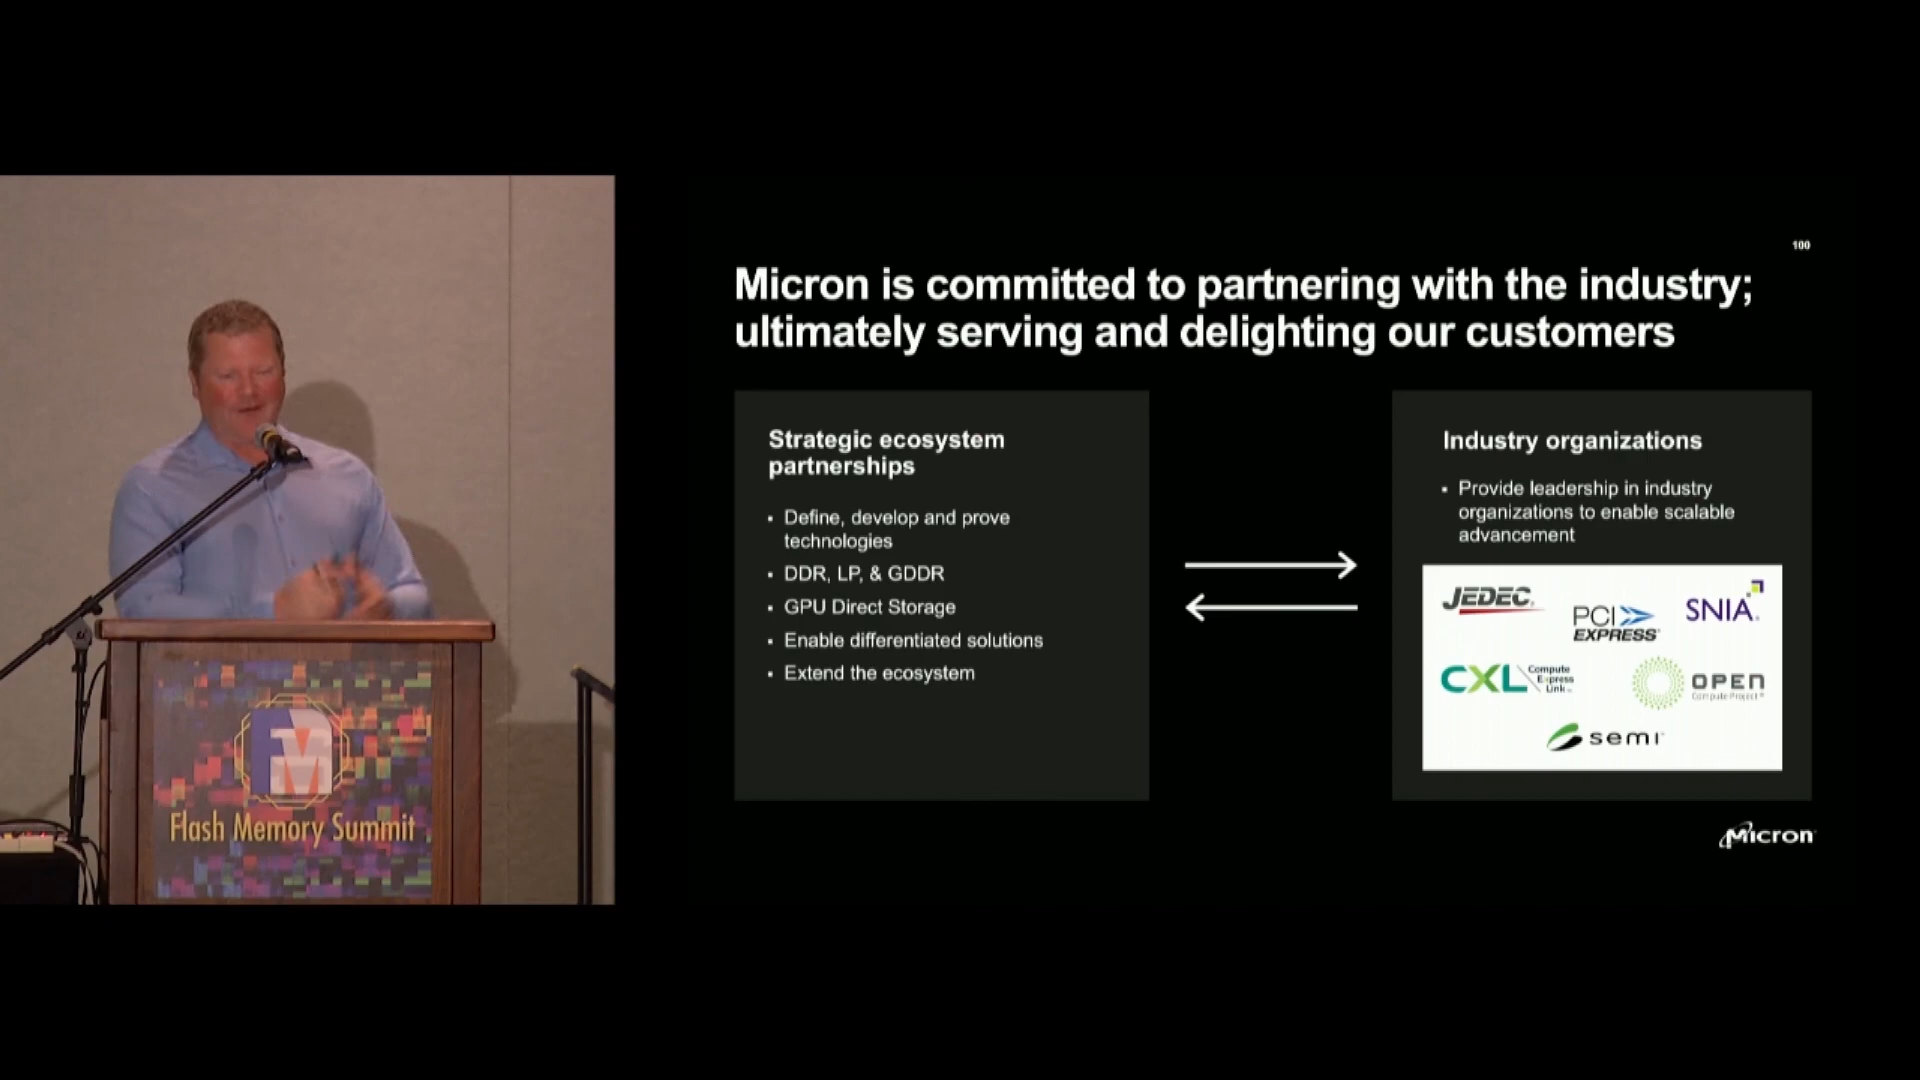 100
Micron is committed to partnering with the industry;
ultimately serving and delighting our customers
Strategic ecosystem
partnerships
▪ Define, develop and prove
technologies
▪ DDR, LP, & GDDR
▪ GPU Direct Storage
▪ Enable differentiated solutions
▪ Extend the ecosystem
Industry organizations
▪ Provide leadership in industry
organizations to enable scalable
advancement
JEDEC
PCI
EXPRESS
SNIA
CXL
Compute
Express
Link
OPEN
Compute Project
semi
Micron
FM
Flash Memory Summit